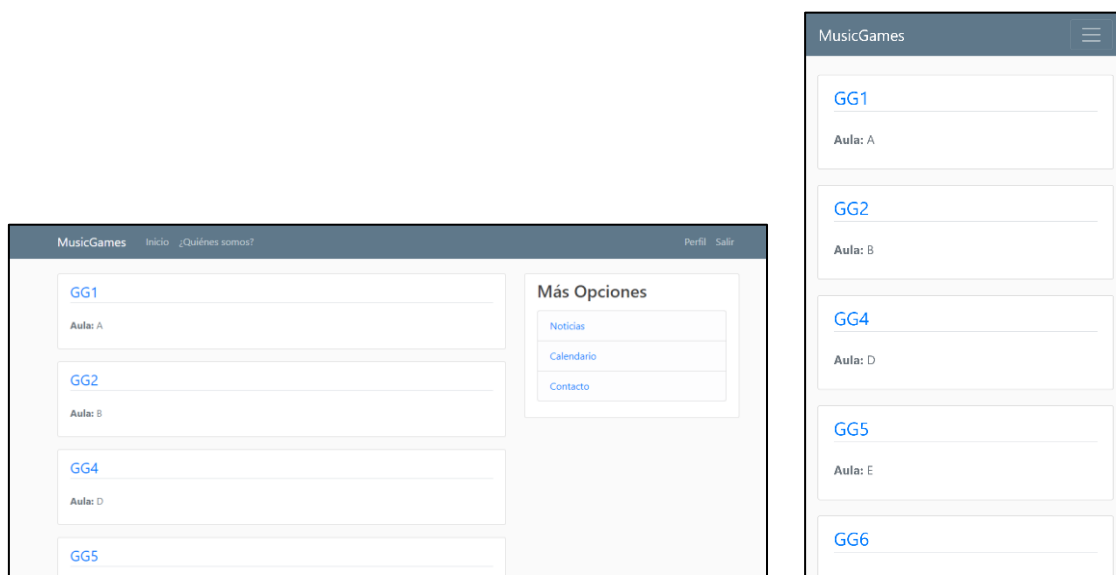 MusicGames Inicio ¿Quiénes somos? Perfil Salir
GG1
Aula: A
GG2
Aula: B
GG4
Aula: D
GG5
Más Opciones
Noticias
Calendario
Contacto
MusicGames
GG1
Aula: A
GG2
Aula: B
GG4
Aula: D
GG5
Aula: E
GG6